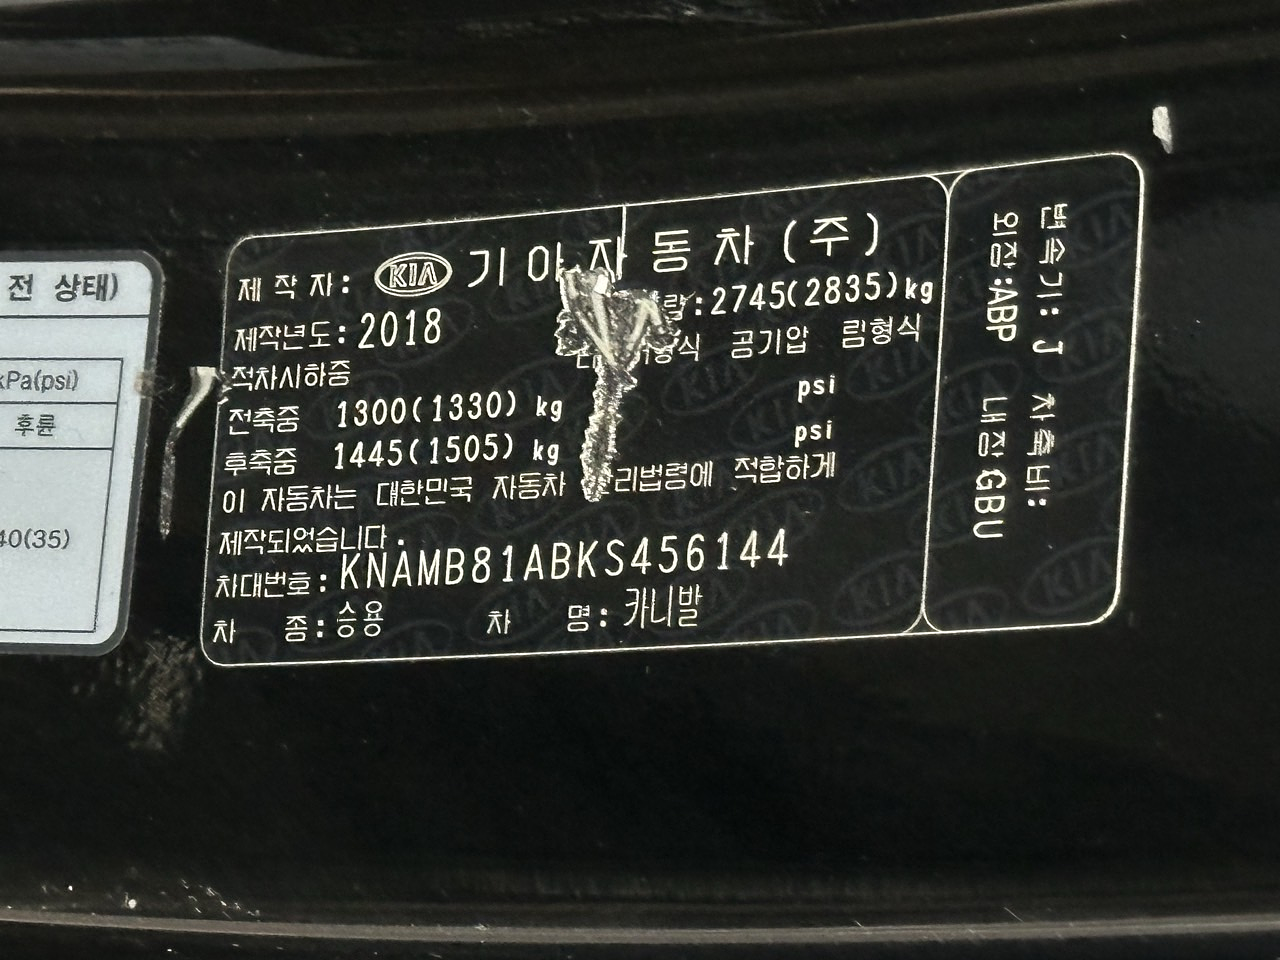 전 상태)
kPa(psi)
후륜
40(35)
제 작 자: KIA 기아자동차(주)
제작년도: 2018 량:2745(2835)kg
적차시하중 형식 공기압 림형식
전축중 1300(1330) kg psi
후축중 1445(1505) kg psi
이 자동차는 대한민국 자동차 리법령에 적합하게
제작되었습니다.
차대번호: KNAMB81ABKS456144
차 종: 승용 차 명: 카니발
변속기: J 차축비:
외장:ABP 내장:GBU